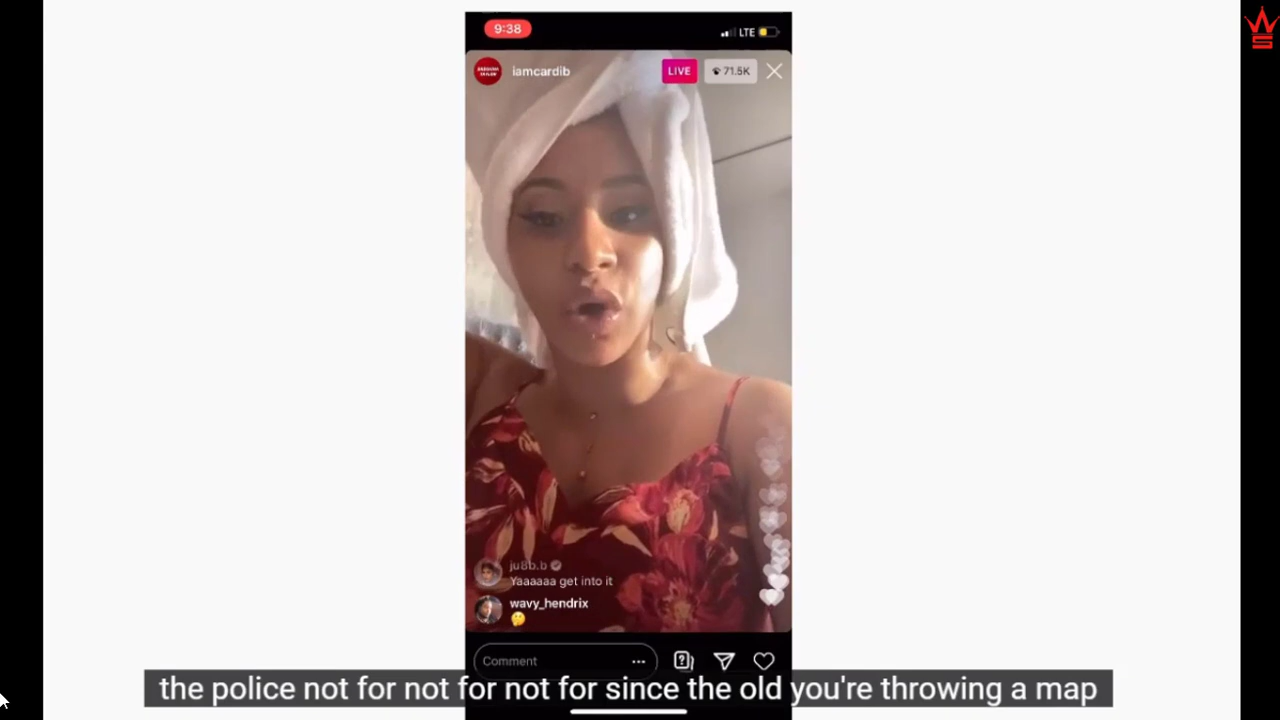 9:38
LTE
iamcardib
LIVE
71.5K
ju8b.b
Yaaaaaa get into it
wavy_hendrix
Comment
the police not for not for not for since the old you're throwing a map